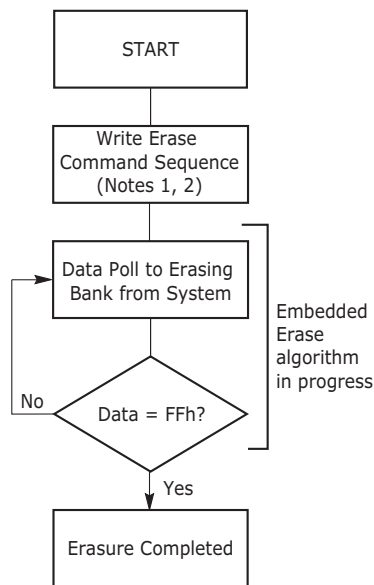 START
Write Erase
Command Sequence
(Notes 1, 2)
Data Poll to Erasing
Bank from System
Embedded
Erase
algorithm
in progress
No
Data = FFh?
Yes
Erasure Completed